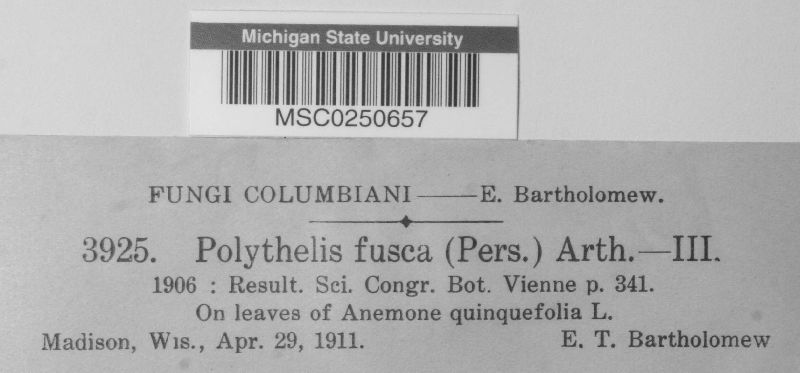 Michigan State University
MSC0250657
FUNGI COLUMBIANI——E. Bartholomew.
3925. Polythelis fusca (Pers.) Arth.—III.
1906 : Result. Sci. Congr. Bot. Vienne p. 341.
On leaves of Anemone quinquefolia L.
Madison, Wis., Apr. 29, 1911. E. T. Bartholomew